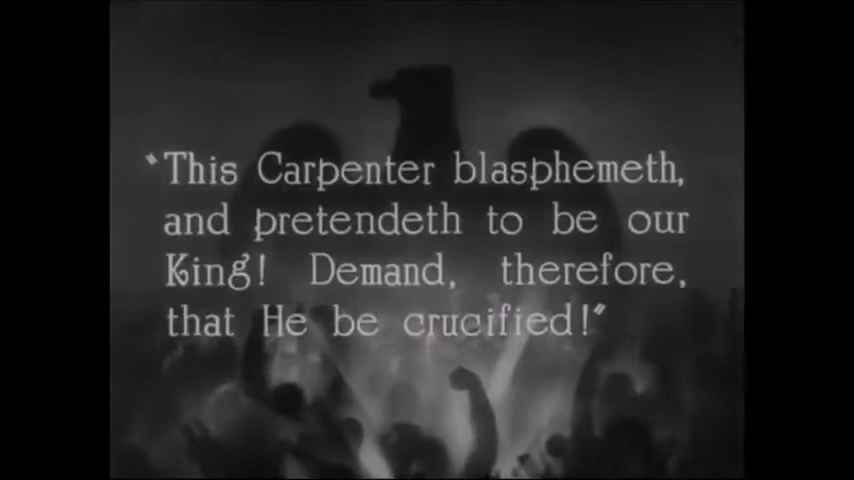 "This Carpenter blasphemeth,
and pretendeth to be our
King! Demand, therefore,
that He be crucified!"